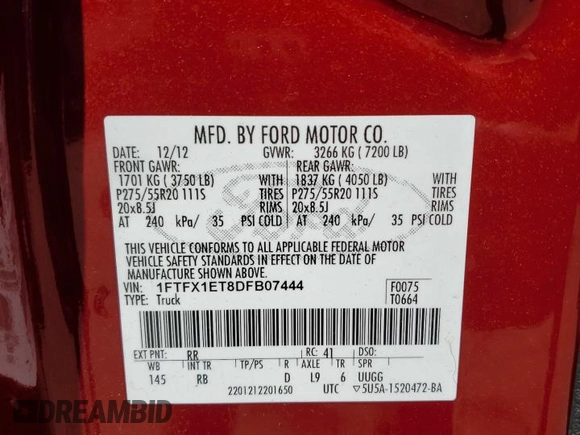 MFD. BY FORD MOTOR CO.
DATE: 12/12 GVWR: 3266 KG ( 7200 LB)
FRONT GAWR: REAR GAWR:
1701 KG ( 3750 LB) WITH 1837 KG ( 4050 LB) WITH
P275/55R20 111S TIRES P275/55R20 111S TIRES
20x8.5J RIMS 20x8.5J RIMS
AT 240 kPa/ 35 PSI COLD AT 240 kPa/ 35 PSI COLD
THIS VEHICLE CONFORMS TO ALL APPLICABLE FEDERAL MOTOR
VEHICLE SAFETY STANDARDS IN EFFECT ON THE DATE OF
MANUFACTURE SHOWN ABOVE.
VIN: 1FTFX1ET8DFB07444 F0075
TYPE: Truck T0664
EXT PNT: RR RC: 41 DSO:
WB INT TR TP/PS R AXLE TR SPR
145 RB D L9 6 UUGG
2201212201650 UTC 5U5A-1520472-BA
DREAMBID